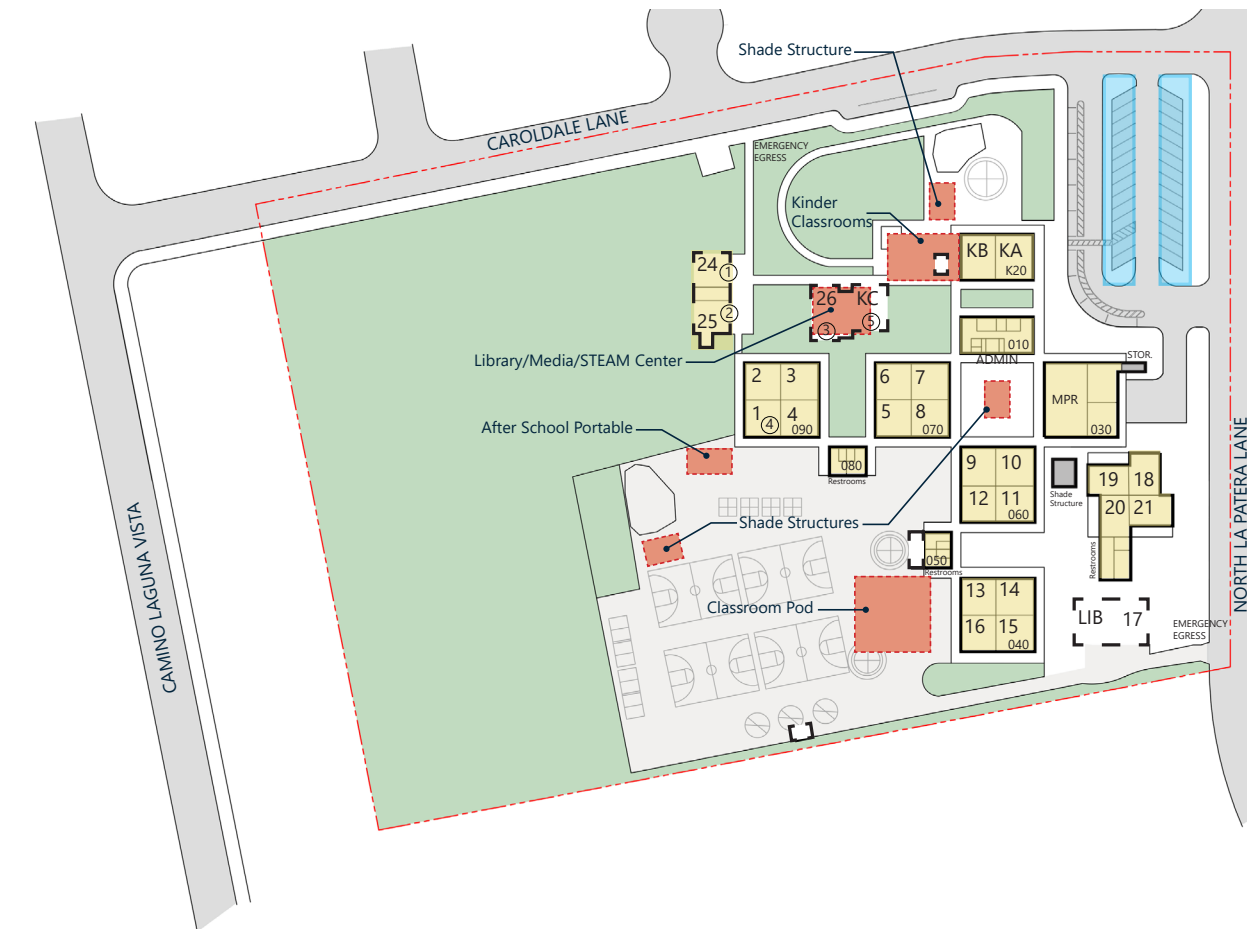 Shade Structure
CAROLDALE LANE
EMERGENCY
EGRESS
Kinder
Classrooms
KB KA
K20
24 1
2
25
26 KC
3 5
010
ADMIN
Library/Media/STEAM Center
STOR.
2 3
1 4 4
090
6 7
5 8
070
MPR
030
After School Portable
080
Restrooms
9 10
12 11
060
Shade
Structure
19 18
20 21
Restrooms
Shade Structures
050
Restrooms
Classroom Pod
13 14
16 15
040
LIB 17
EMERGENCY
EGRESS
CAMINO LAGUNA VISTA
NORTH LA PATERA LANE